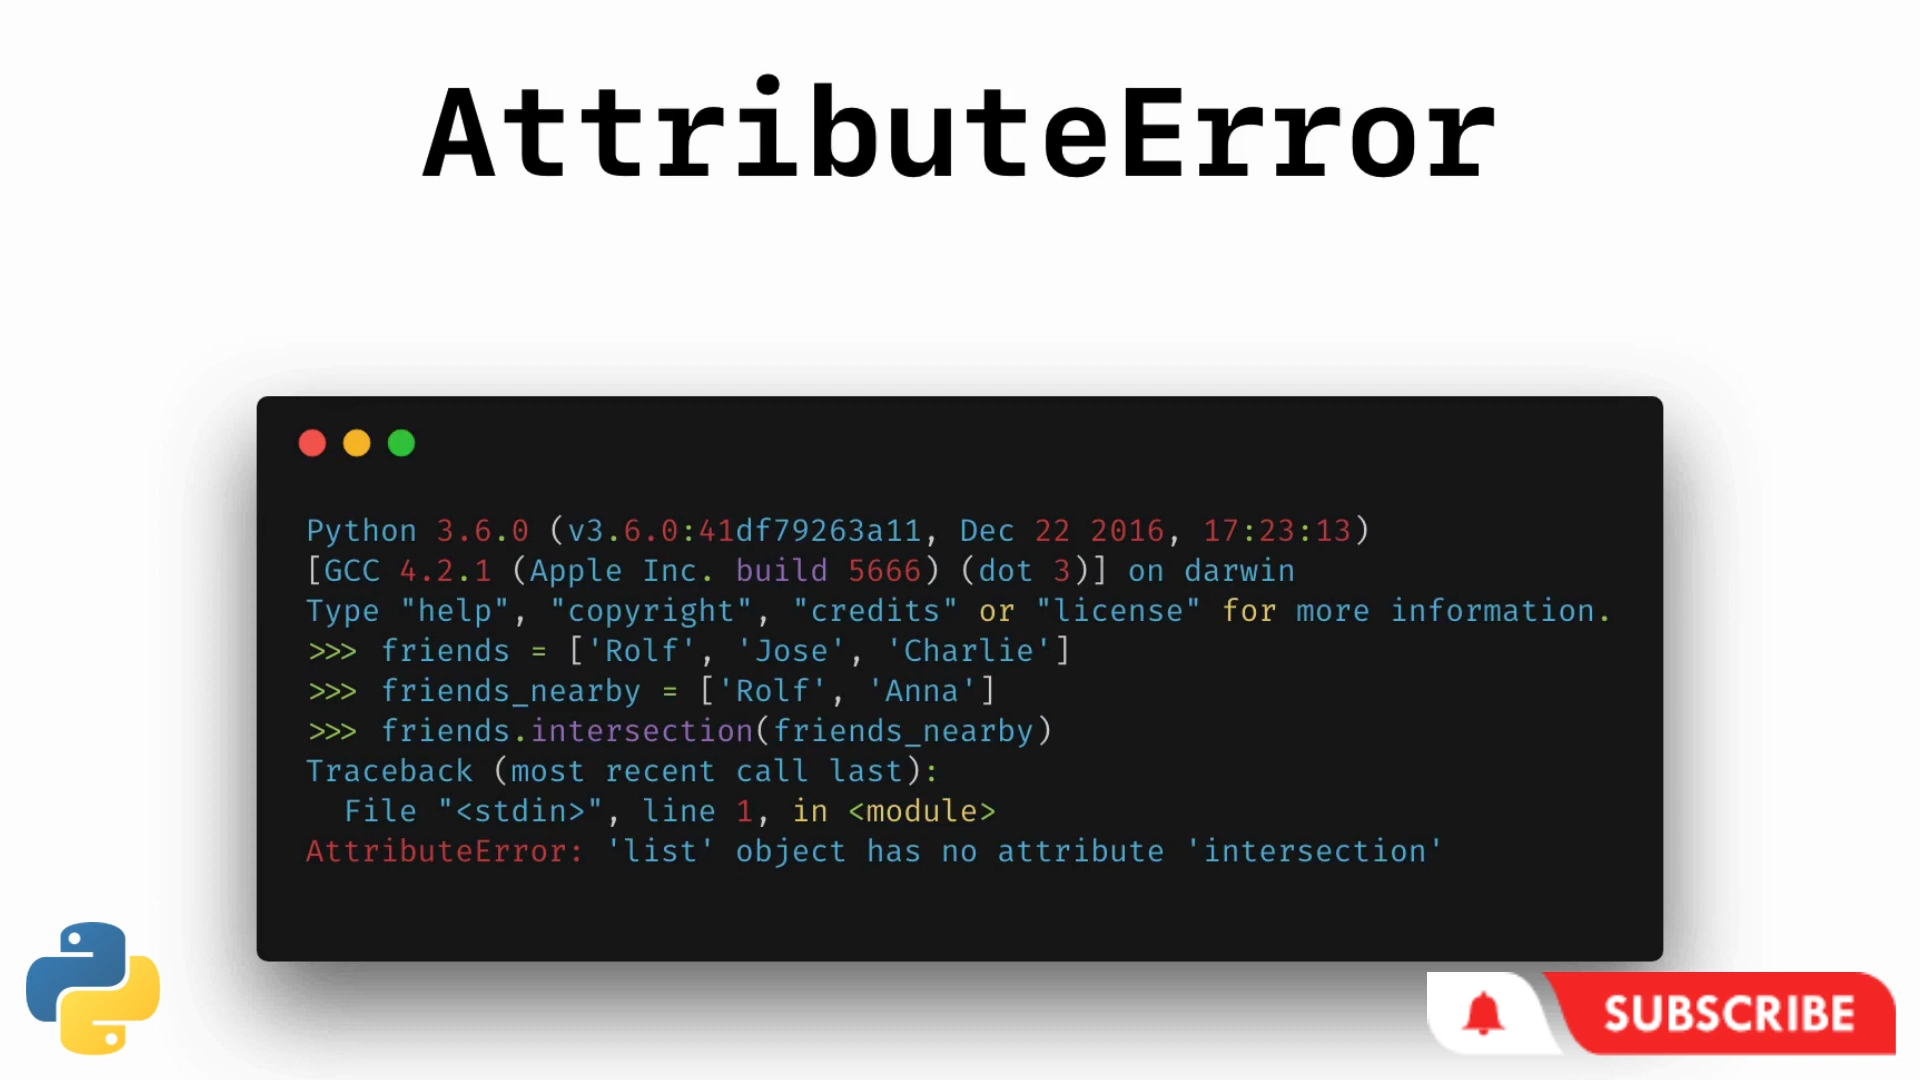 AttributeError
Python 3.6.0 (v3.6.0:41df79263a11, Dec 22 2016, 17:23:13)
[GCC 4.2.1 (Apple Inc. build 5666) (dot 3)] on darwin
Type "help", "copyright", "credits" or "license" for more information.
>>> friends = ['Rolf', 'Jose', 'Charlie']
>>> friends_nearby = ['Rolf', 'Anna']
>>> friends.intersection(friends_nearby)
Traceback (most recent call last):
  File "<stdin>", line 1, in <module>
AttributeError: 'list' object has no attribute 'intersection'
SUBSCRIBE